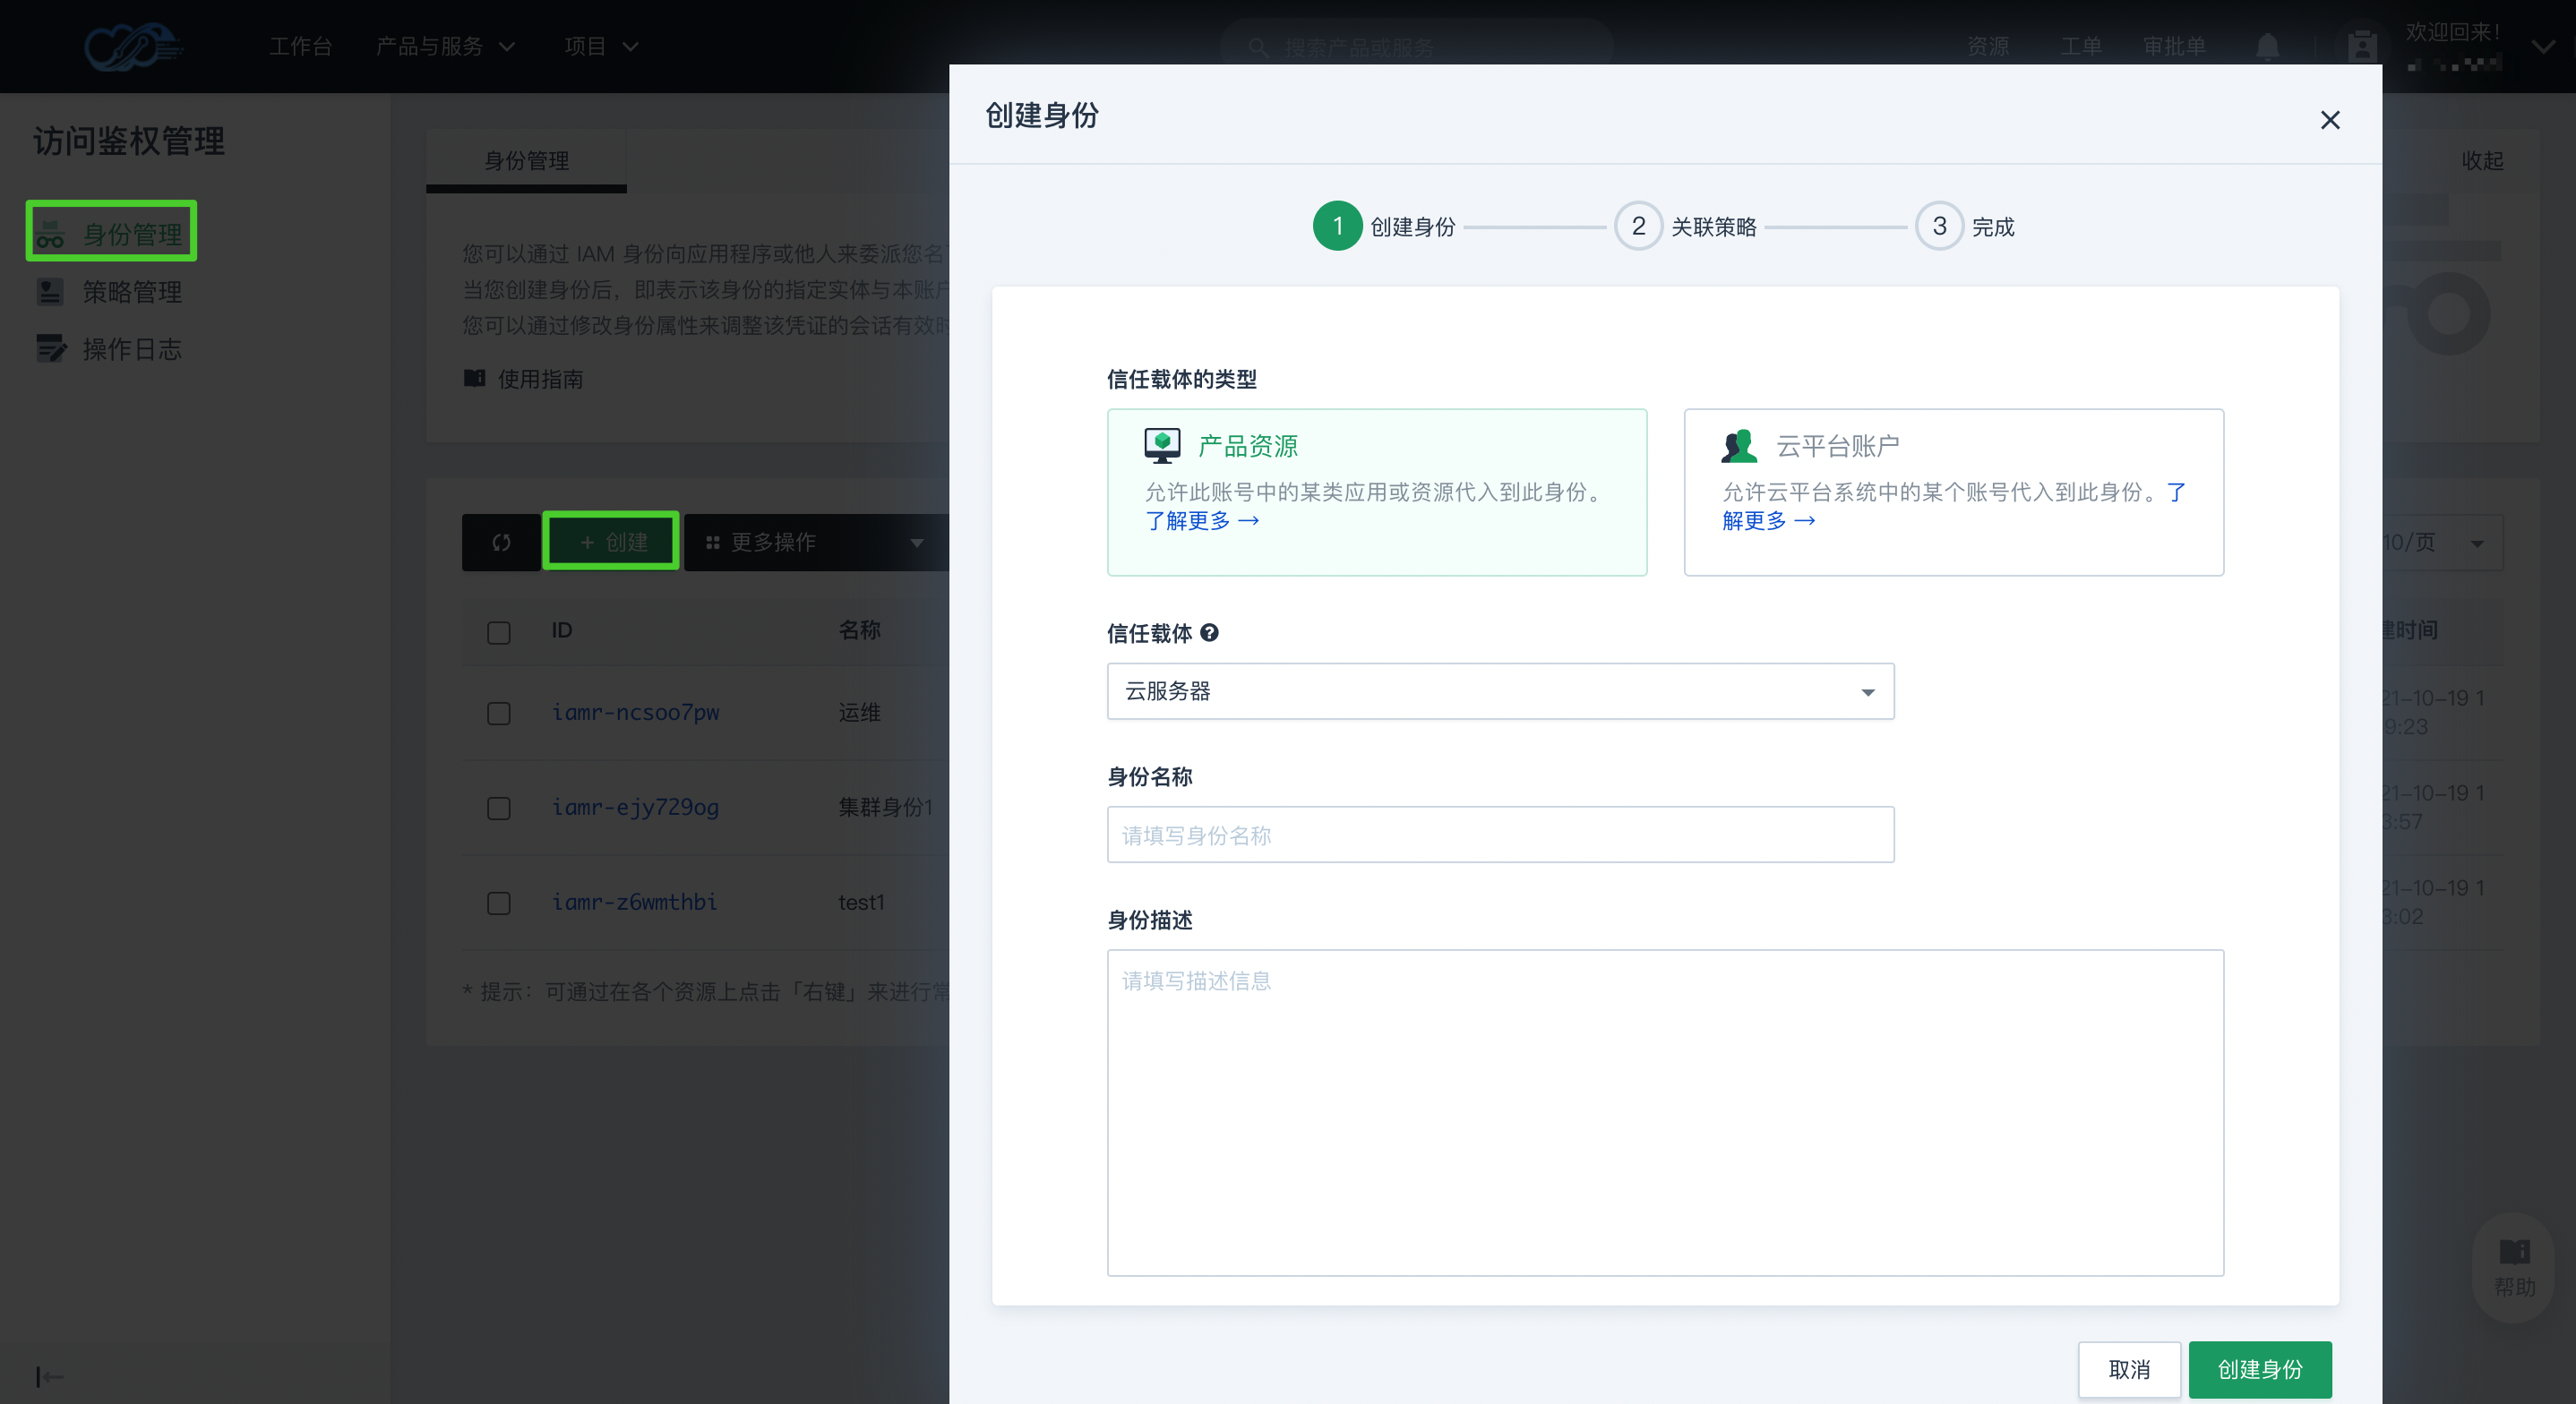 工作台
产品与服务
项目
搜索产品或服务
资源
工单
审批单
欢迎回来!
访问鉴权管理
身份管理
策略管理
操作日志
身份管理
收起
您可以通过 IAM 身份向应用程序或他人来委派您名
当您创建身份后，即表示该身份的指定实体与本账户
您可以通过修改身份属性来调整该凭证的会话有效时
使用指南
+ 创建
更多操作
10/页
ID
名称
建时间
iamr-ncsoo7pw
运维
21-10-19 1
9:23
iamr-ejy729og
集群身份1
21-10-19 1
3:57
iamr-z6wmthbi
test1
21-10-19 1
3:02
* 提示：可通过在各个资源上点击「右键」来进行常
创建身份
1 创建身份
2 关联策略
3 完成
信任载体的类型
产品资源
允许此账号中的某类应用或资源代入到此身份。
了解更多 →
云平台账户
允许云平台系统中的某个账号代入到此身份。了
解更多 →
信任载体
云服务器
身份名称
请填写身份名称
身份描述
请填写描述信息
取消
创建身份
帮助